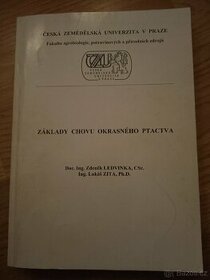 ČESKÁ ZEMĚDĚLSKÁ UNIVERZITA V PRAZE
Fakulta agrobiologie, potravinových a přírodních zdrojů
ZÁKLADY CHOVU OKRASNÉHO PTACTVA
Doc. Ing. Zdeněk LEDVINKA, CSc.
Ing. Lukáš ZITA, Ph.D.